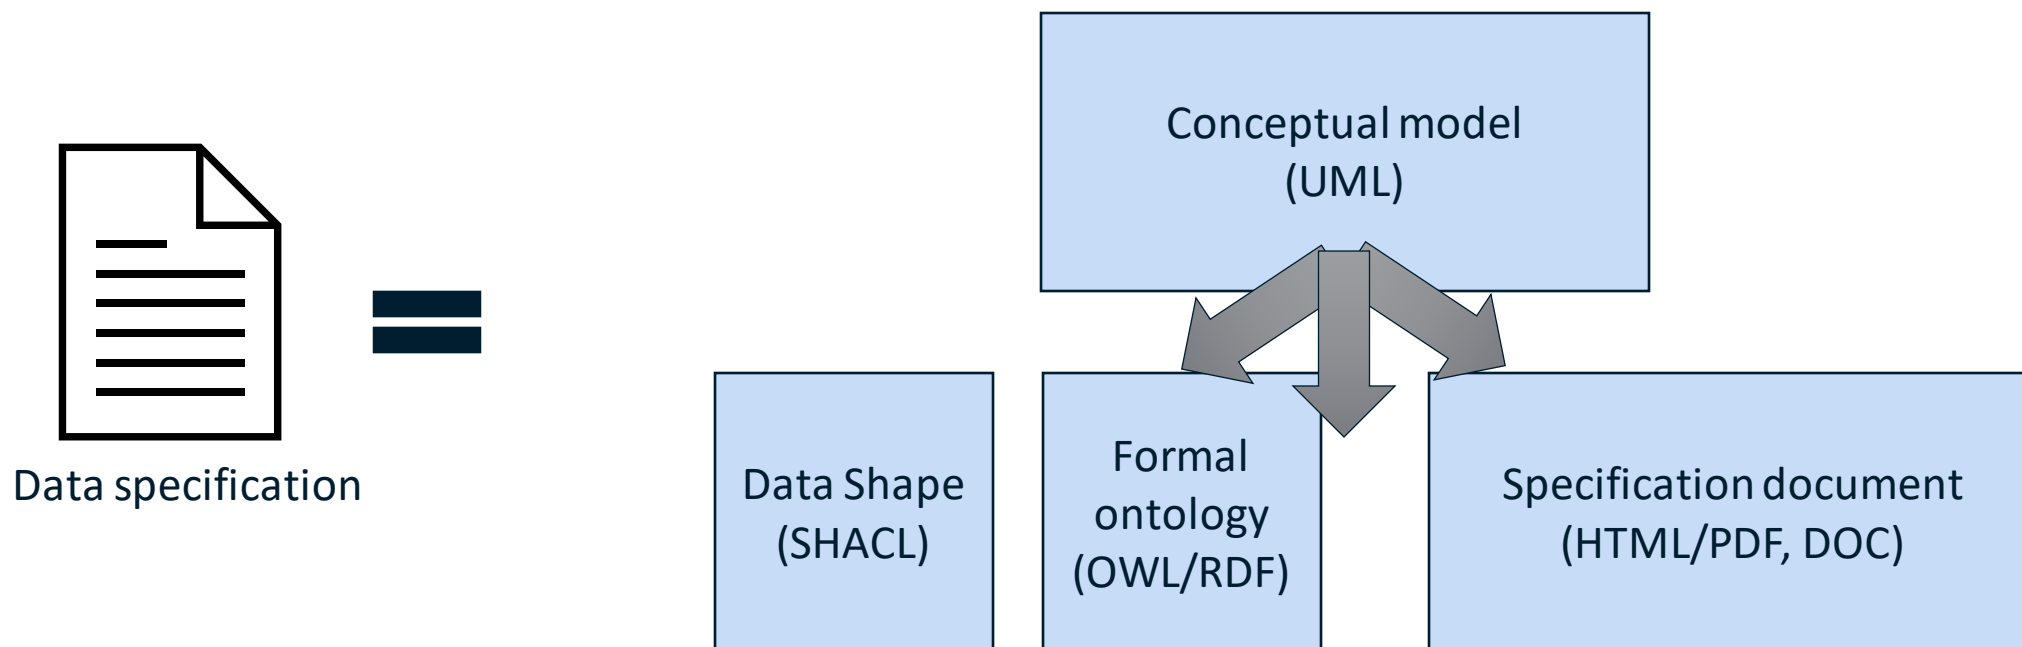 Conceptual model
(UML)
Data specification
Data Shape
(SHACL)
Formal
ontology
(OWL/RDF)
Specification document
(HTML/PDF, DOC)